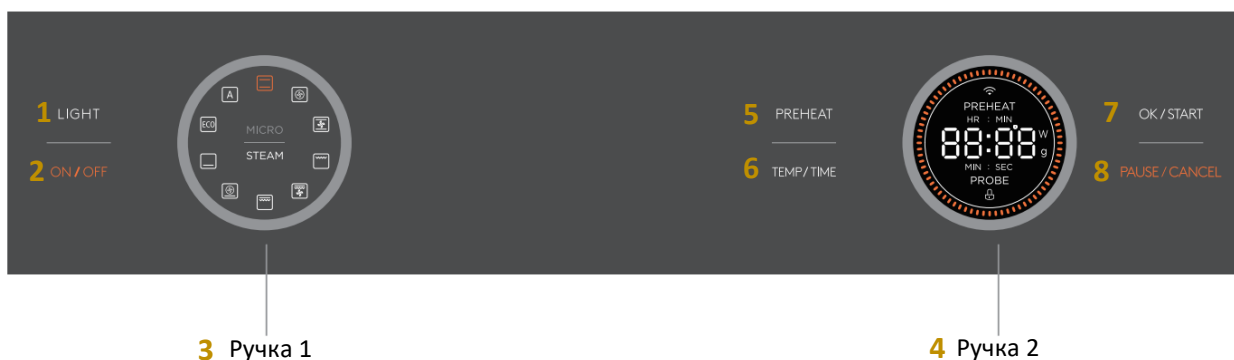 1 LIGHT
2 ON / OFF
A
ECO
MICRO
STEAM
5 PREHEAT
6 TEMP/ TIME
PREHEAT
HR : MIN
88:88 W
g
MIN : SEC
PROBE
7 OK / START
8 PAUSE / CANCEL
3 Ручка 1
4 Ручка 2